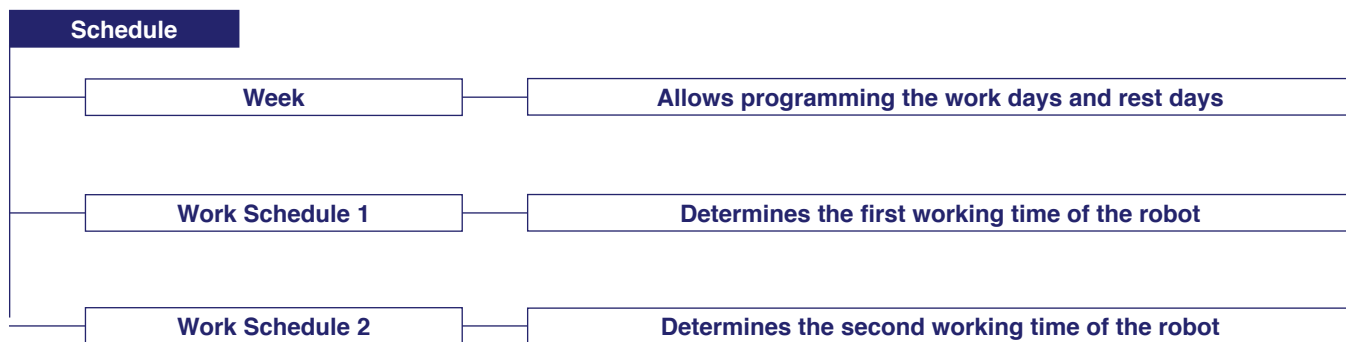 Schedule
Week
Allows programming the work days and rest days
Work Schedule 1
Determines the first working time of the robot
Work Schedule 2
Determines the second working time of the robot